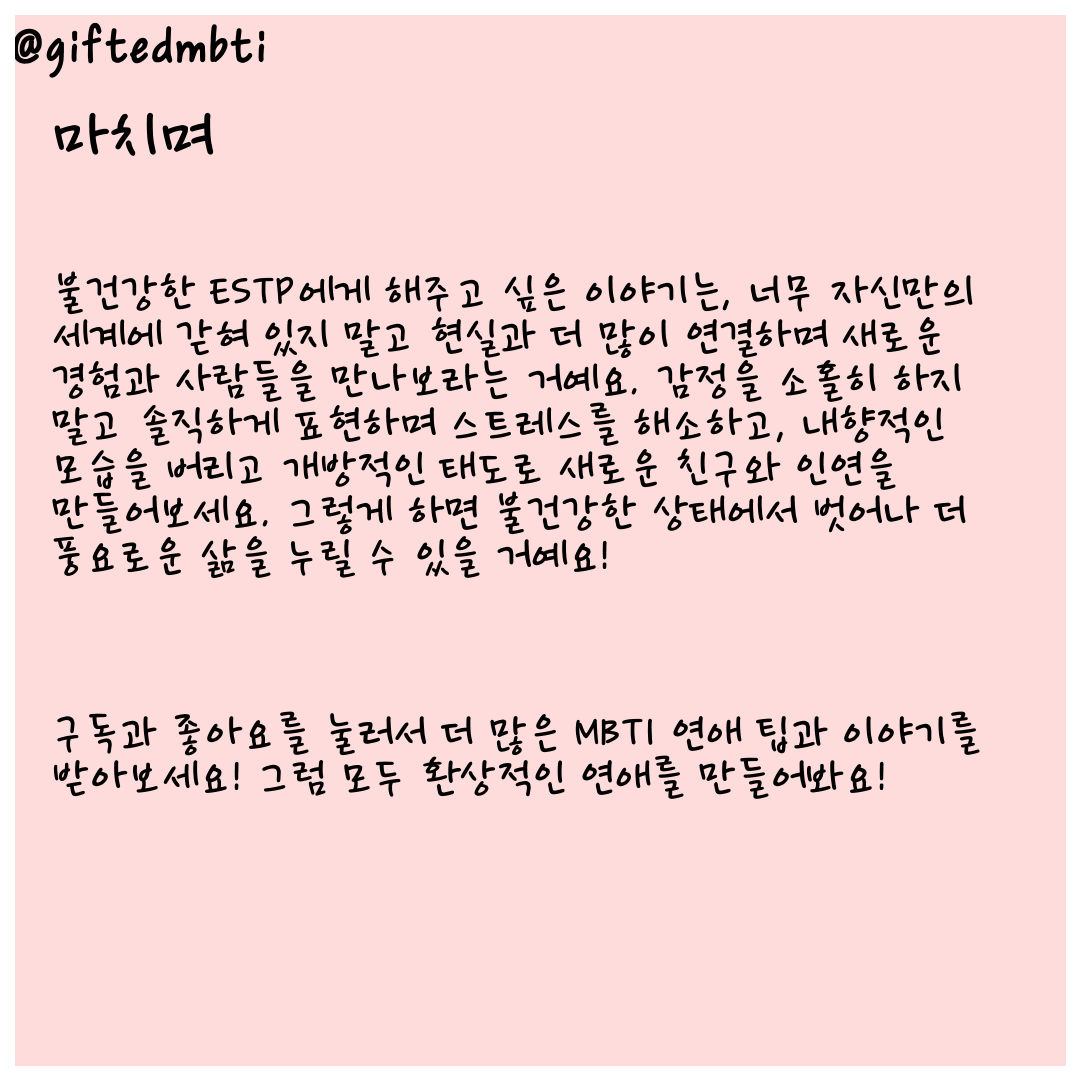 @giftedmbti
마치며
불건강한 ESTP에게 해주고 싶은 이야기는, 너무 자신만의
세계에 갇혀 있지 말고 현실과 더 많이 연결하며 새로운
경험과 사람들을 만나보라는 거예요. 감정을 소홀히 하지
말고 솔직하게 표현하며 스트레스를 해소하고, 내향적인
모습을 버리고 개방적인 태도로 새로운 친구와 인연을
만들어보세요. 그렇게 하면 불건강한 상태에서 벗어나 더
풍요로운 삶을 누릴 수 있을 거예요!
구독과 좋아요를 눌러서 더 많은 MBTI 연애 팁과 이야기를
받아보세요! 그럼 모두 환상적인 연애를 만들어봐요!